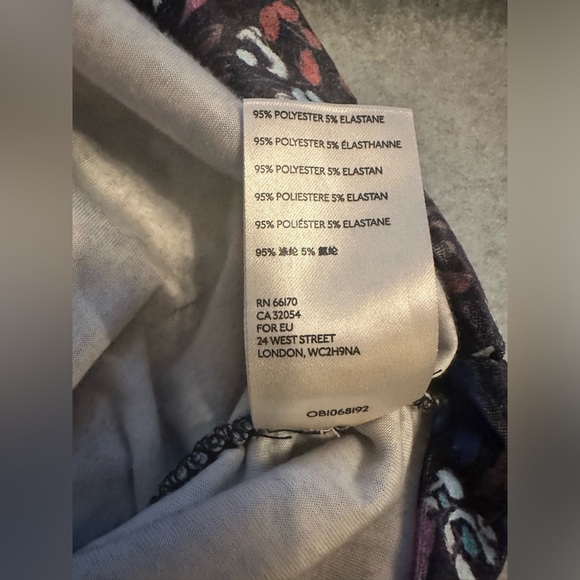 95% POLYESTER 5% ELASTANE
95% POLYESTER 5% ÉLASTHANNE
95% POLYESTER 5% ELASTAN
95% POLIESTERE 5% ELASTAN
95% POLIÉSTER 5% ELASTANE
95% 涤纶 5% 氨纶
RN 66170
CA 32054
FOR EU
24 WEST STREET
LONDON, WC2H9NA
OB1068192